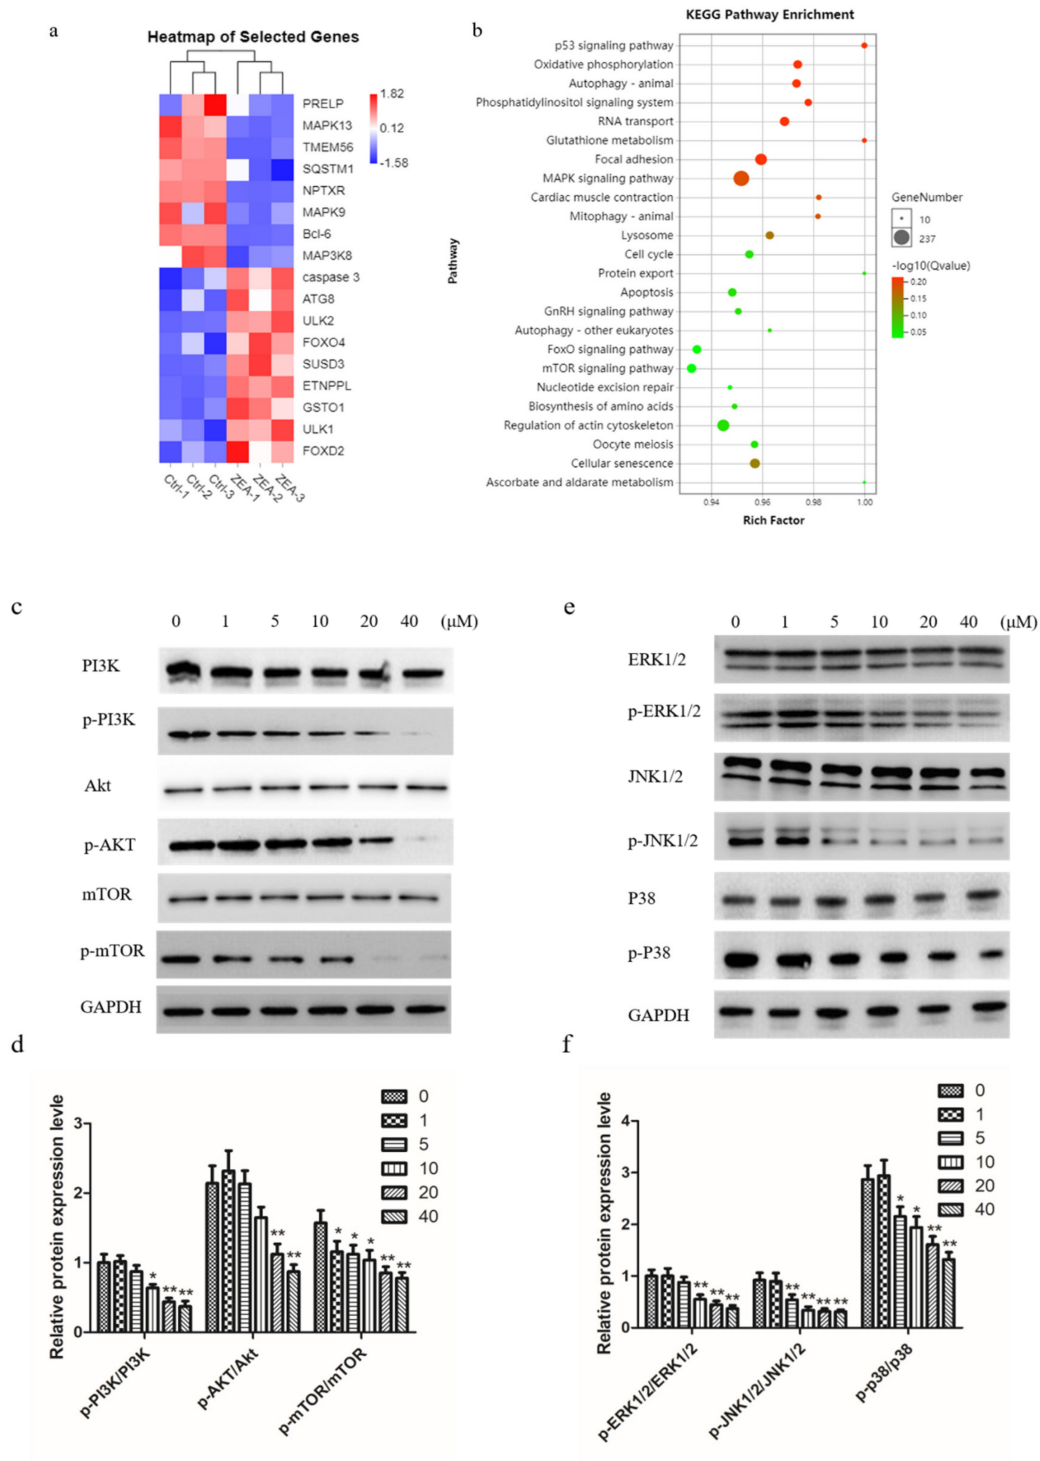 a
Heatmap of Selected Genes
PRELP
MAPK13
TMEM56
SQSTM1
NPTXR
MAPK9
Bcl-6
MAP3K8
caspase 3
ATG8
ULK2
FOXO4
SUSD3
ETNPPL
GSTO1
ULK1
FOXD2
1.82
0.12
-1.58
Ctrl-1
Ctrl-2
Ctrl-3
ZEA-1
ZEA-2
ZEA-3
b
KEGG Pathway Enrichment
Pathway
p53 signaling pathway
Oxidative phosphorylation
Autophagy - animal
Phosphatidylinositol signaling system
RNA transport
Glutathione metabolism
Focal adhesion
MAPK signaling pathway
Cardiac muscle contraction
Mitophagy - animal
Lysosome
Cell cycle
Protein export
Apoptosis
GnRH signaling pathway
Autophagy - other eukaryotes
FoxO signaling pathway
mTOR signaling pathway
Nucleotide excision repair
Biosynthesis of amino acids
Regulation of actin cytoskeleton
Oocyte meiosis
Cellular senescence
Ascorbate and aldarate metabolism
0.94 0.96 0.98 1.00
Rich Factor
GeneNumber
10
237
-log10(Qvalue)
0.20
0.15
0.10
0.05
c
0 1 5 10 20 40 (μM)
PI3K
p-PI3K
Akt
p-AKT
mTOR
p-mTOR
GAPDH
e
0 1 5 10 20 40 (μM)
ERK1/2
p-ERK1/2
JNK1/2
p-JNK1/2
P38
p-P38
GAPDH
d
Relative protein expression levle
3
2
1
0
0
1
5
10
20
40
* ** **
** **
* * * ** **
p-PI3K/PI3K
p-AKT/Akt
p-mTOR/mTOR
f
Relative protein expression levle
4
3
2
1
0
0
1
5
10
20
40
** ** **
** ** ** **
* * ** **
p-ERK1/2/ERK1/2
p-JNK1/2/JNK1/2
p-p38/p38